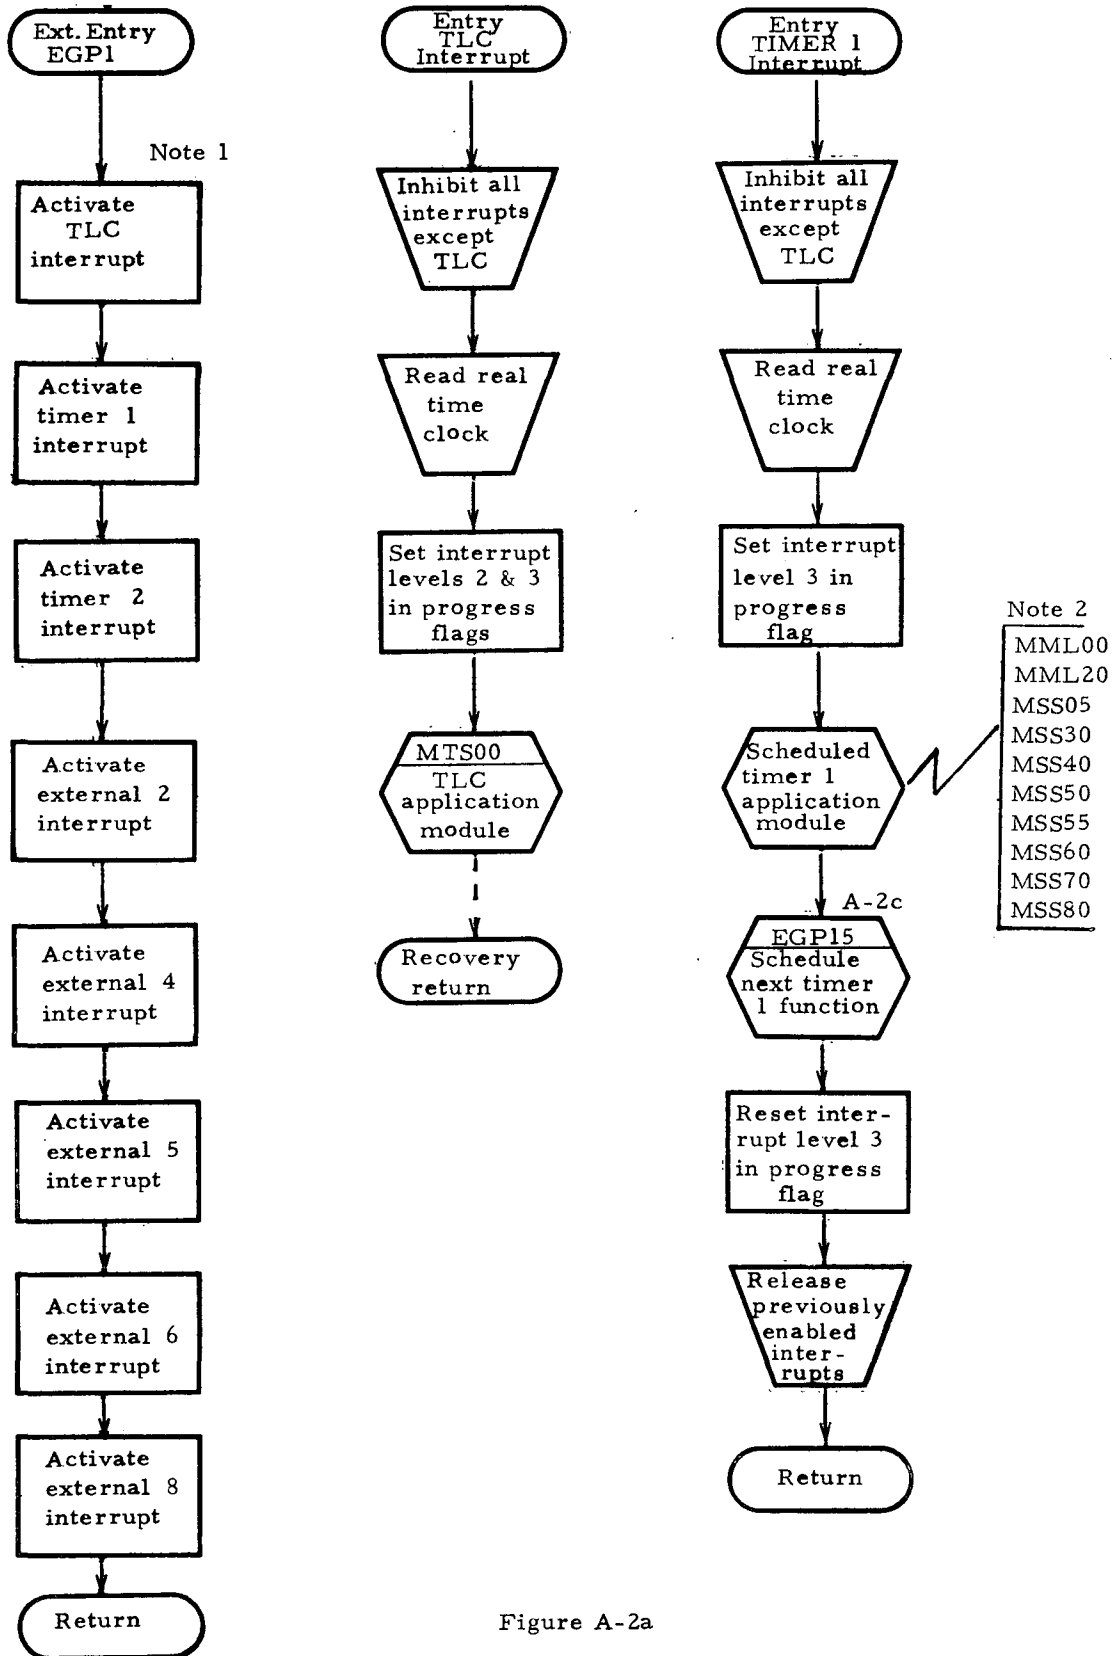 Ext. Entry
EGP1
Note 1
Activate
TLC
interrupt
Activate
timer 1
interrupt
Activate
timer 2
interrupt
Activate
external 2
interrupt
Activate
external 4
interrupt
Activate
external 5
interrupt
Activate
external 6
interrupt
Activate
external 8
interrupt
Return
Entry
TLC
Interrupt
Inhibit all
interrupts
except
TLC
Read real
time
clock
Set interrupt
levels 2 & 3
in progress
flags
MTS00
TLC
application
module
Recovery
return
Entry
TIMER 1
Interrupt
Inhibit all
interrupts
except
TLC
Read real
time
clock
Set interrupt
level 3 in
progress
flag
Scheduled
timer 1
application
module
Note 2
MML00
MML20
MSS05
MSS30
MSS40
MSS50
MSS55
MSS60
MSS70
MSS80
A-2c
EGP15
Schedule
next timer
1 function
Reset inter-
rupt level 3
in progress
flag
Release
previously
enabled
inter-
rupts
Return
Figure A-2a